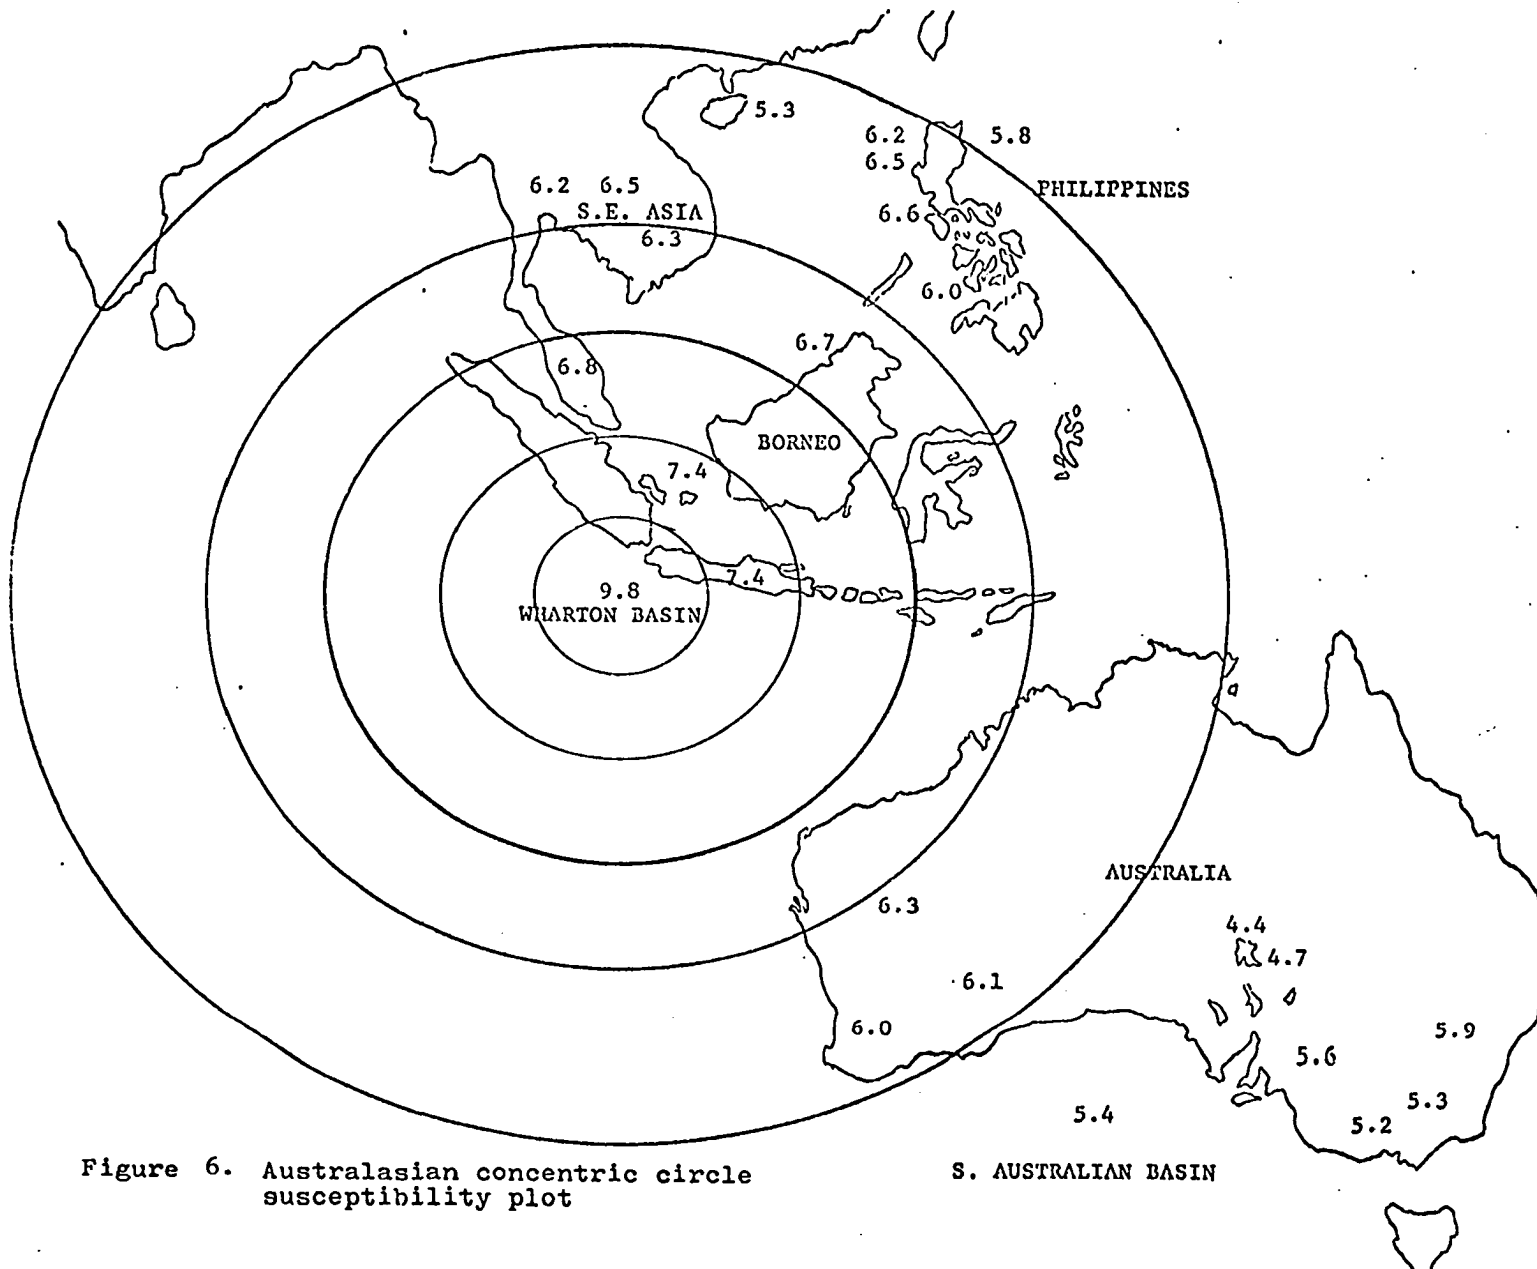 5.3
6.2
5.8
6.5
PHILIPPINES
6.2 6.5
S.E. ASIA
6.6
6.3
6.0
6.7
6.8
BORNEO
7.4
7.4
9.8
WHARTON BASIN
AUSTRALIA
6.3
4.4
4.7
6.1
6.0
5.9
5.6
5.3
5.4
5.2
Figure 6. Australasian concentric circle
susceptibility plot
S. AUSTRALIAN BASIN